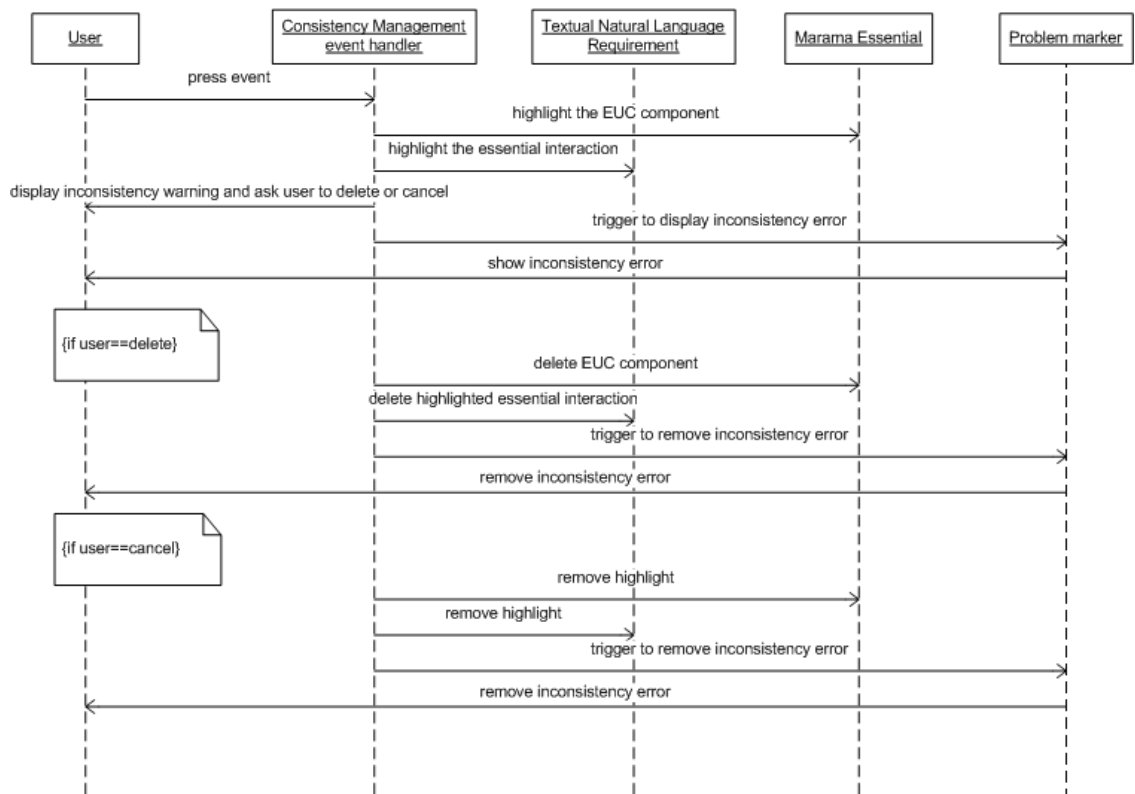 User
Consistency Management
event handler
Textual Natural Language
Requirement
Marama Essential
Problem marker
press event
highlight the EUC component
highlight the essential interaction
display inconsistency warning and ask user to delete or cancel
trigger to display inconsistency error
show inconsistency error
{if user==delete}
delete EUC component
delete highlighted essential interaction
trigger to remove inconsistency error
remove inconsistency error
{if user==cancel}
remove highlight
remove highlight
trigger to remove inconsistency error
remove inconsistency error